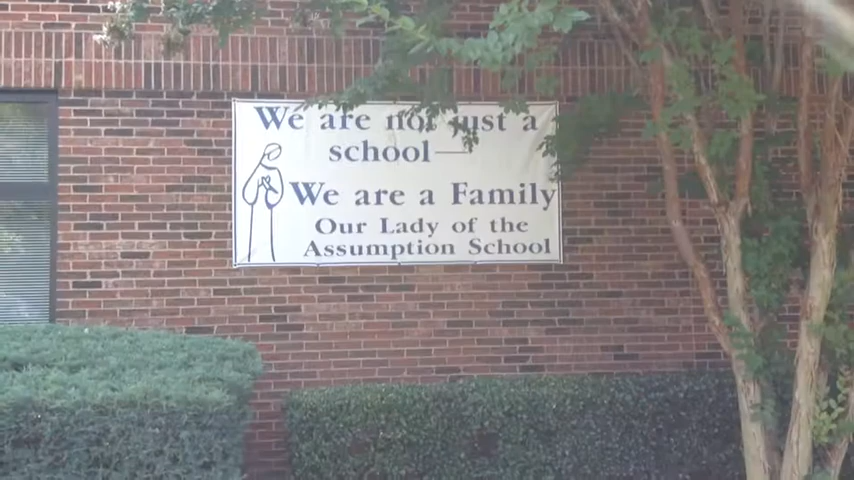 We are not just a
school—
We are a Family
Our Lady of the
Assumption School